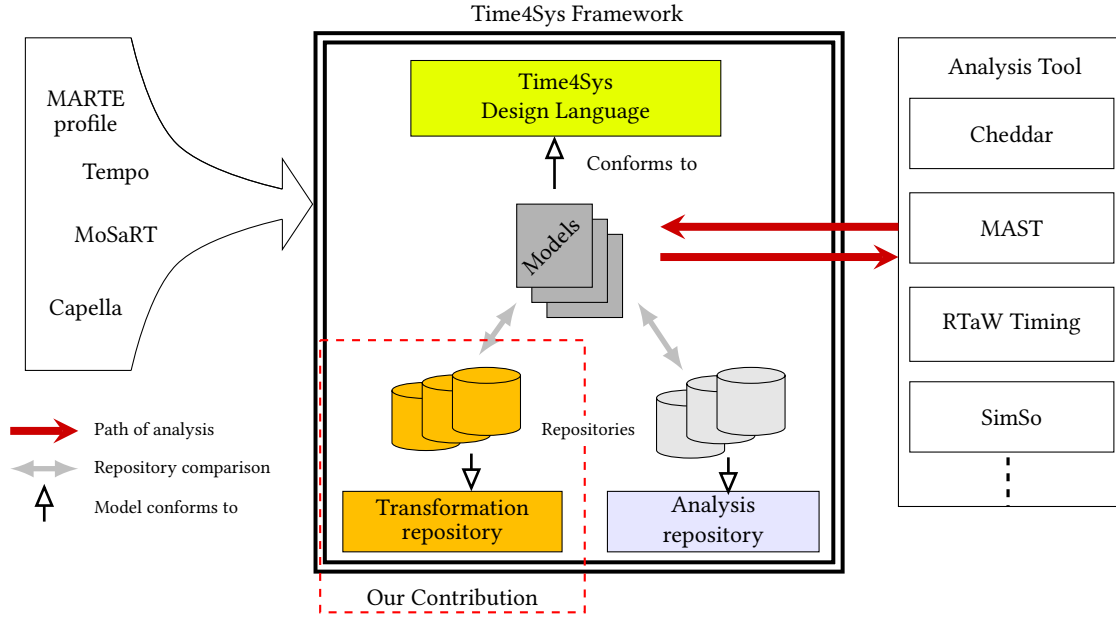 Time4Sys Framework
MARTE
profile
Tempo
MoSaRT
Capella
Time4Sys
Design Language
Conforms to
Models
Analysis Tool
Cheddar
MAST
RTaW Timing
SimSo
Repositories
Transformation
repository
Analysis
repository
Our Contribution
Path of analysis
Repository comparison
Model conforms to